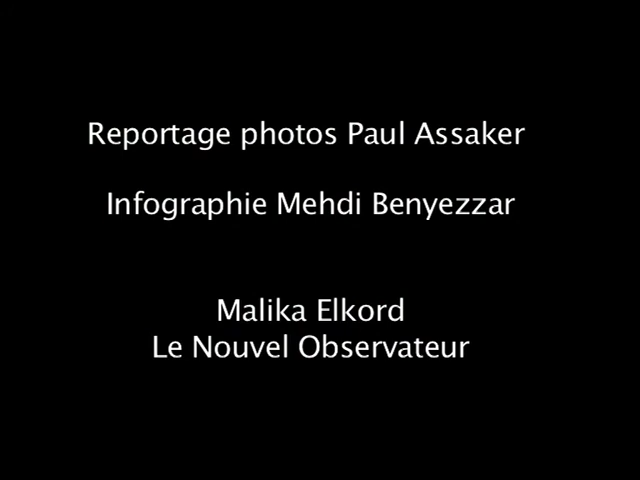 Reportage photos Paul Assaker
Infographie Mehdi Benyezzar
Malika Elkord
Le Nouvel Observateur